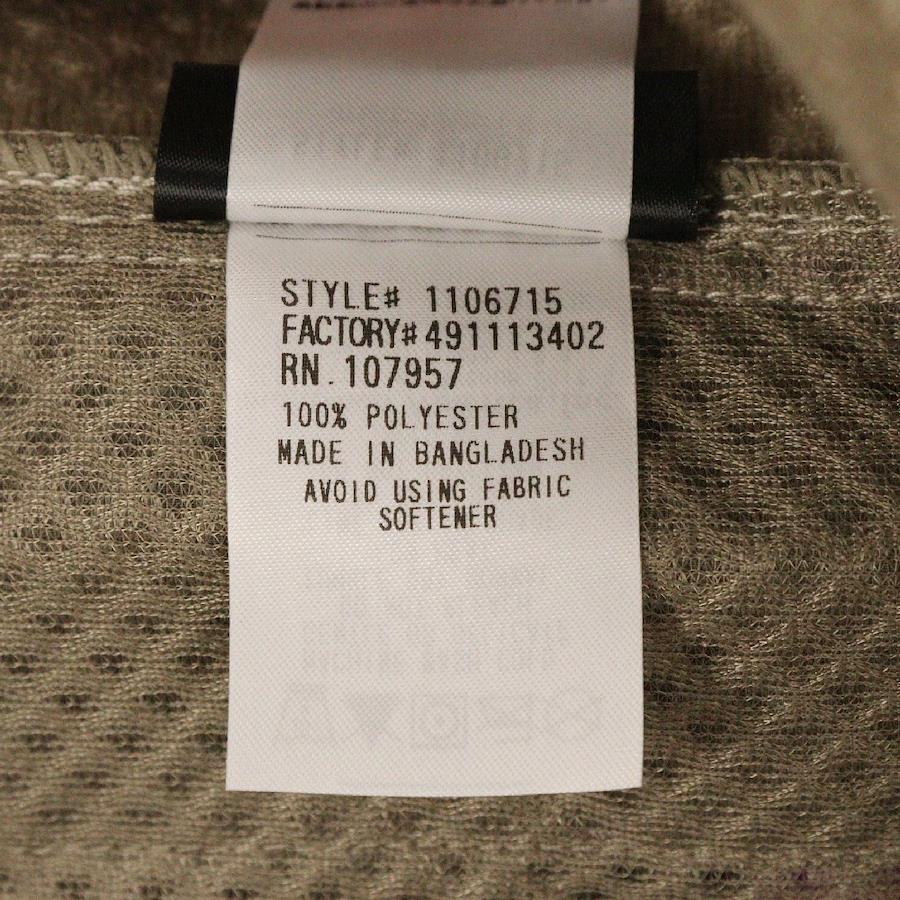 STYLE# 1106715
FACTORY#491113402
RN.107957
100% POLYESTER
MADE IN BANGLADESH
AVOID USING FABRIC
SOFTENER